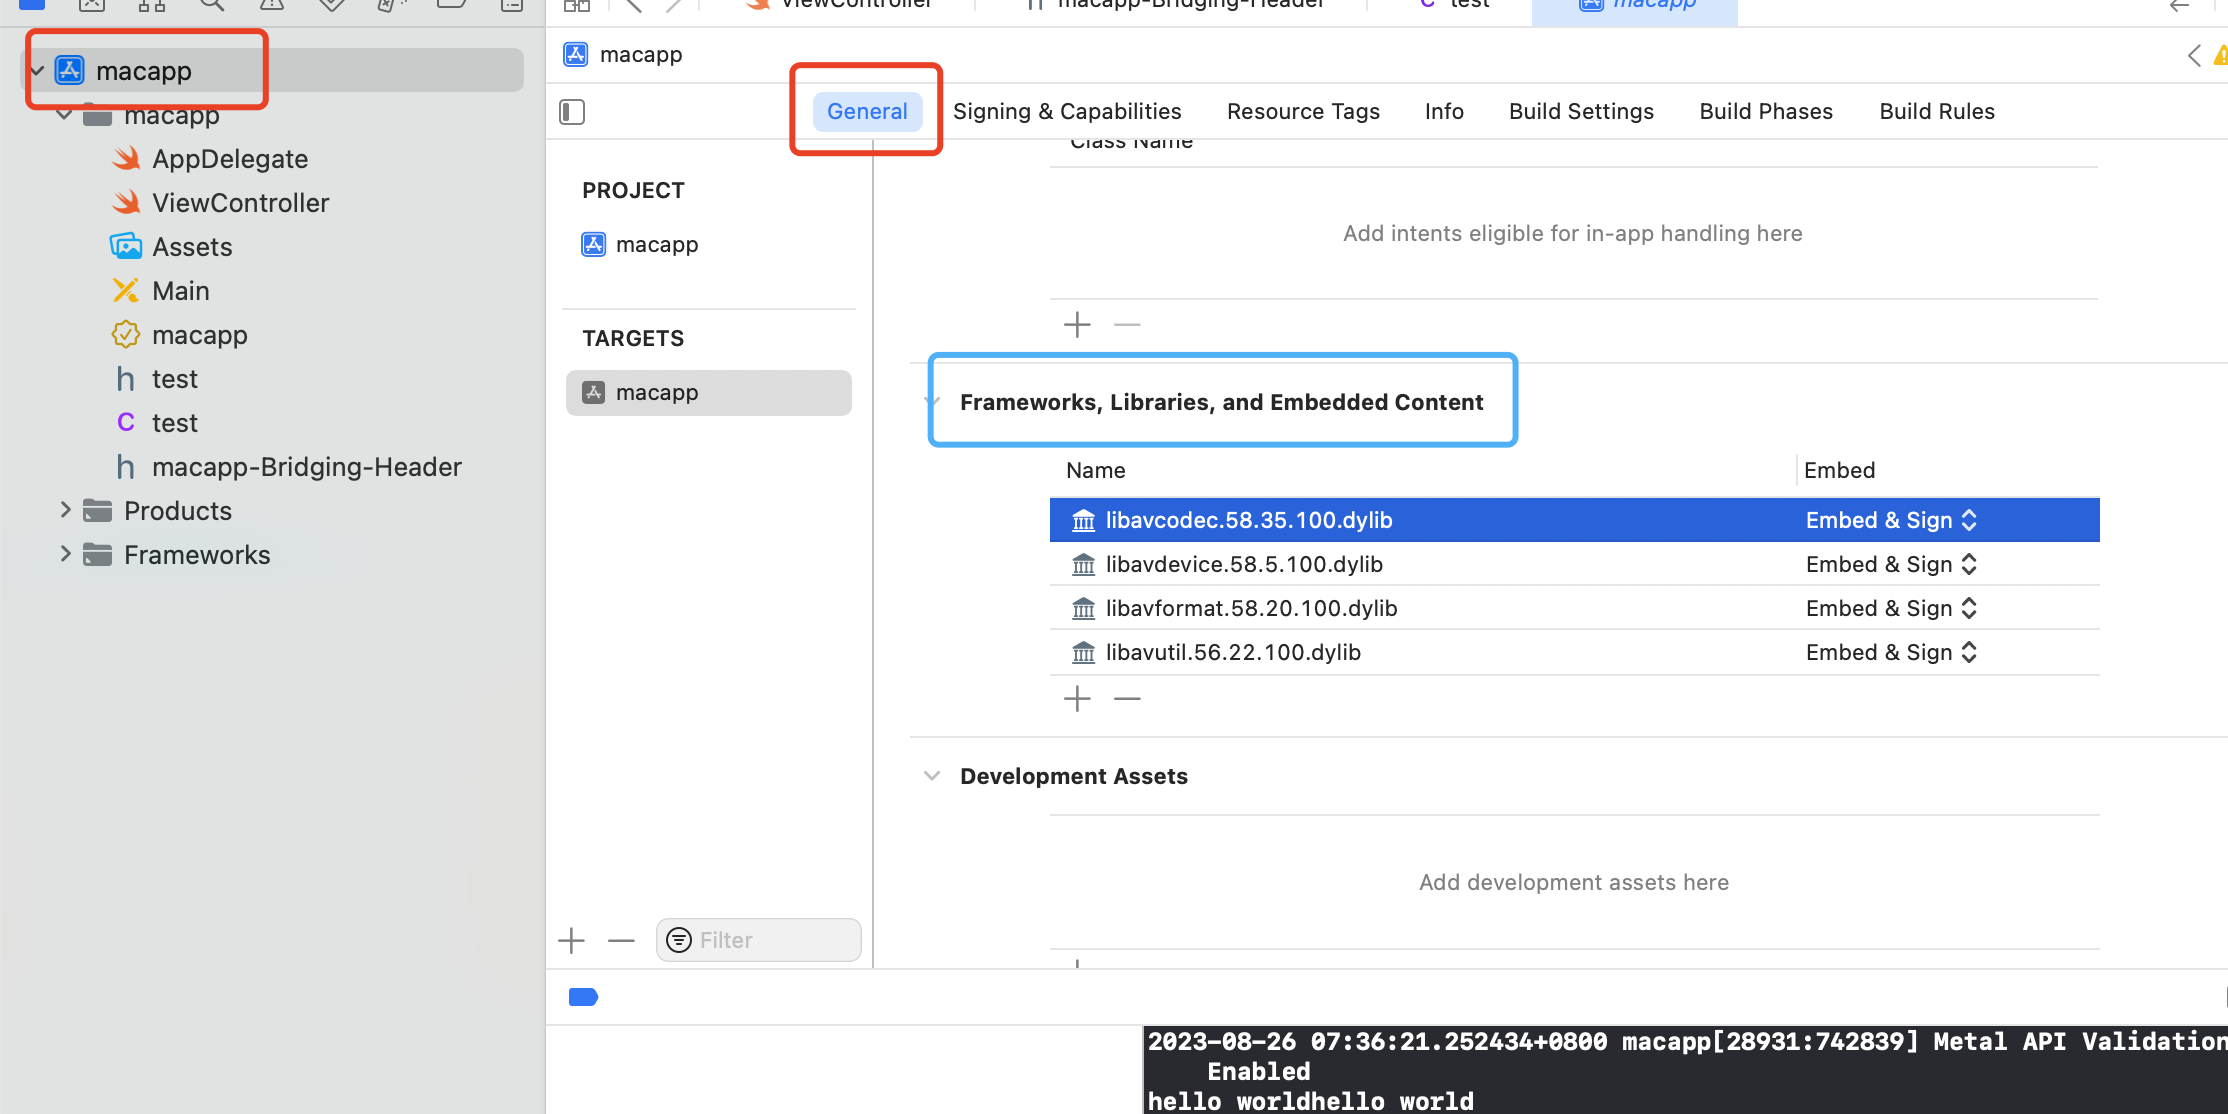 ViewController
macapp-Bridging-Header
test
macapp
macapp
macapp
General
Signing & Capabilities
Resource Tags
Info
Build Settings
Build Phases
Build Rules
macapp
AppDelegate
ViewController
Assets
Main
macapp
h test
C test
h macapp-Bridging-Header
Products
Frameworks
PROJECT
macapp
TARGETS
macapp
Filter
Class Name
Add intents eligible for in-app handling here
Frameworks, Libraries, and Embedded Content
Name Embed
libavcodec.58.35.100.dylib Embed & Sign
libavdevice.58.5.100.dylib Embed & Sign
libavformat.58.20.100.dylib Embed & Sign
libavutil.56.22.100.dylib Embed & Sign
Development Assets
Add development assets here
2023-08-26 07:36:21.252434+0800 macapp[28931:742839] Metal API Validation
Enabled
hello worldhello world